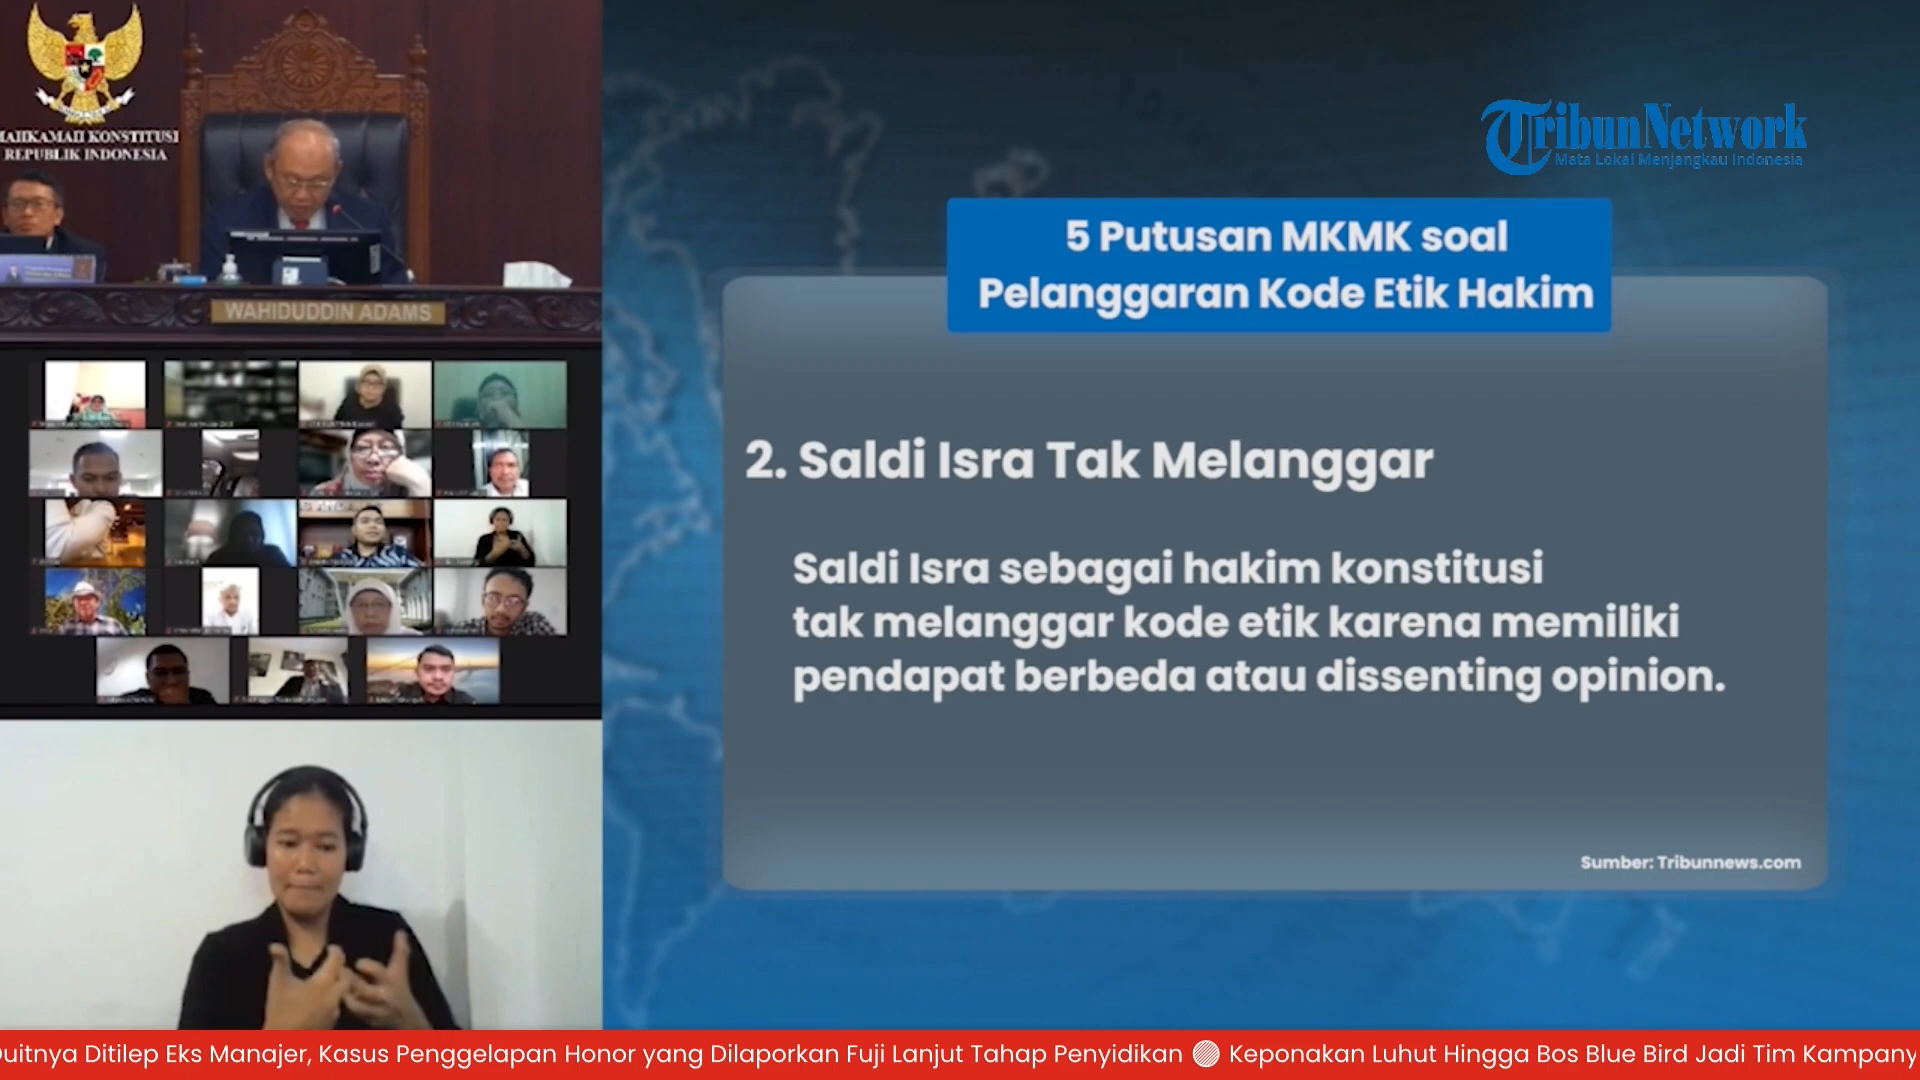 MAHKAMAH KONSTITUSI
REPUBLIK INDONESIA
WAHIDUDDIN ADAMS
TribunNetwork
Mata Lokal Menjangkau Indonesia
5 Putusan MKMK soal
Pelanggaran Kode Etik Hakim
2. Saldi Isra Tak Melanggar
Saldi Isra sebagai hakim konstitusi
tak melanggar kode etik karena memiliki
pendapat berbeda atau dissenting opinion.
Sumber: Tribunnews.com
uitnya Ditilep Eks Manajer, Kasus Penggelapan Honor yang Dilaporkan Fuji Lanjut Tahap Penyidikan Keponakan Luhut Hingga Bos Blue Bird Jadi Tim Kampany